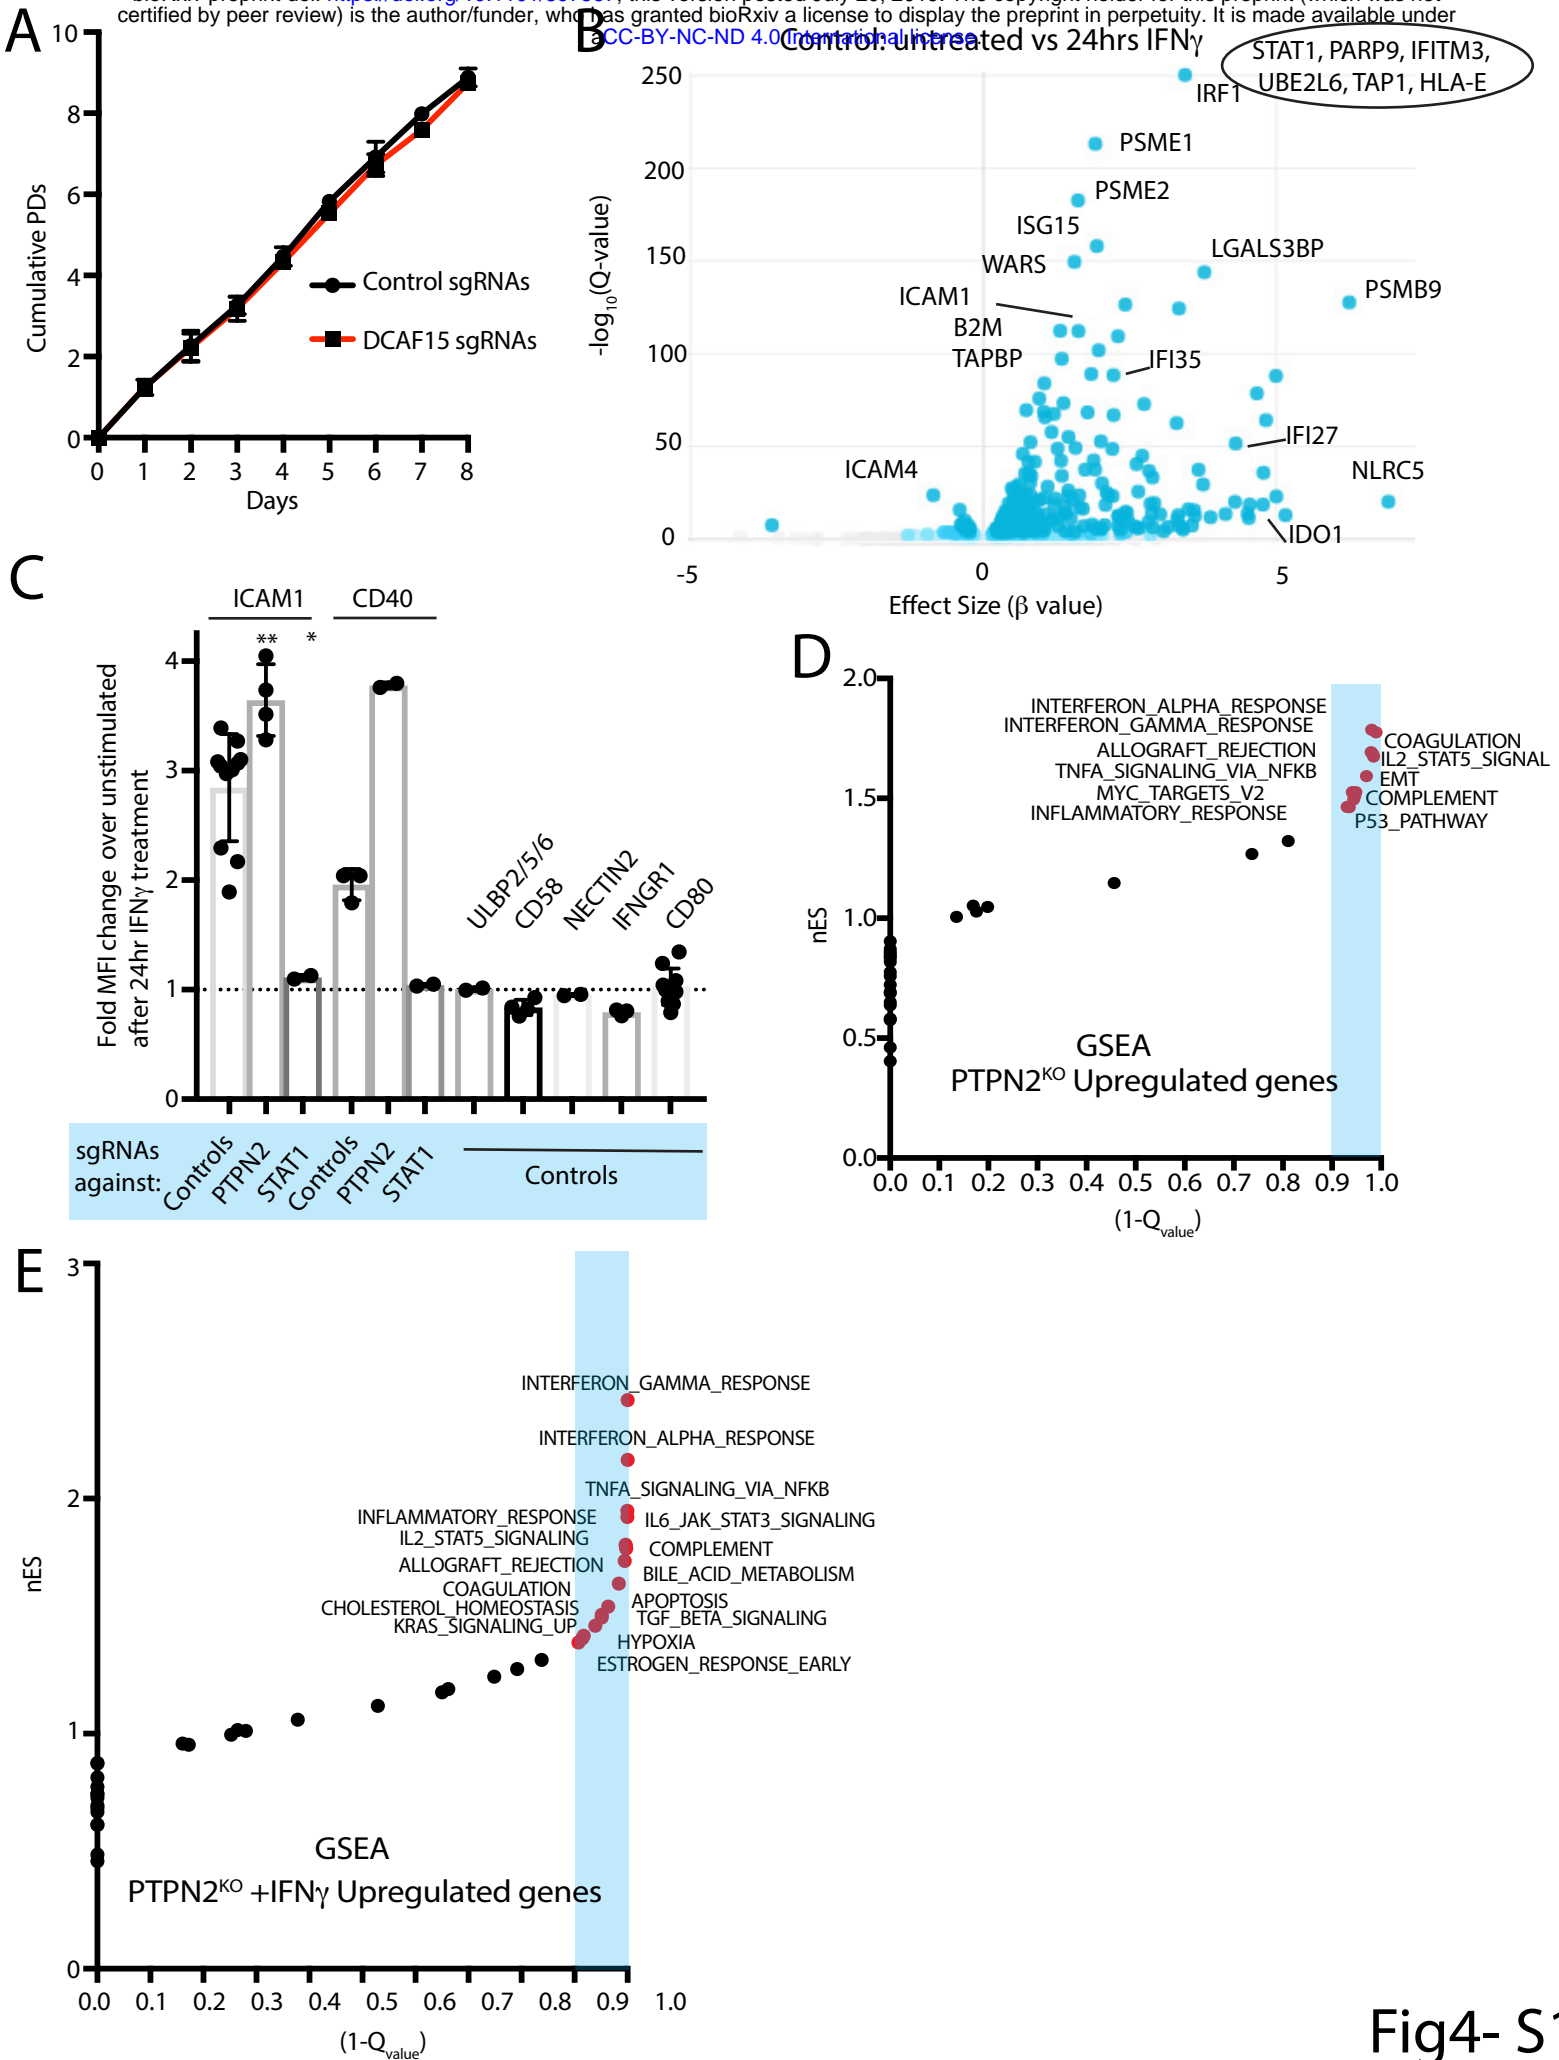 certified by peer review) is the author/funder, who has granted bioRxiv a license to display the preprint in perpetuity. It is made available under
aCC-BY-NC-ND 4.0 International license.
A
10
8
6
4
2
0
Cumulative PDs
0 1 2 3 4 5 6 7 8
Days
Control sgRNAs
DCAF15 sgRNAs
B
Control: untreated vs 24hrs IFNγ
STAT1, PARP9, IFITM3,
UBE2L6, TAP1, HLA-E
250
200
150
100
50
0
-log10(Q-value)
IRF1
PSME1
PSME2
ISG15
LGALS3BP
WARS
PSMB9
ICAM1
B2M
TAPBP
IFI35
IFI27
ICAM4
NLRC5
IDO1
-5 0 5
Effect Size (β value)
C
ICAM1 CD40
** *
4
3
2
1
0
Fold MFI change over unstimulated
after 24hr IFNγ treatment
ULBP2/5/6
CD58
NECTIN2
IFNGR1
CD80
sgRNAs
against:
Controls
PTPN2
STAT1
Controls
PTPN2
STAT1
Controls
D
2.0
1.5
1.0
0.5
0.0
nES
INTERFERON_ALPHA_RESPONSE
INTERFERON_GAMMA_RESPONSE
ALLOGRAFT_REJECTION
TNFA_SIGNALING_VIA_NFKB
MYC_TARGETS_V2
INFLAMMATORY_RESPONSE
COAGULATION
IL2_STAT5_SIGNAL
EMT
COMPLEMENT
P53_PATHWAY
GSEA
PTPN2KO Upregulated genes
0.0 0.1 0.2 0.3 0.4 0.5 0.6 0.7 0.8 0.9 1.0
(1-Qvalue)
E
3
2
1
0
nES
INTERFERON_GAMMA_RESPONSE
INTERFERON_ALPHA_RESPONSE
TNFA_SIGNALING_VIA_NFKB
INFLAMMATORY_RESPONSE
IL6_JAK_STAT3_SIGNALING
IL2_STAT5_SIGNALING
COMPLEMENT
ALLOGRAFT_REJECTION
BILE_ACID_METABOLISM
COAGULATION
APOPTOSIS
CHOLESTEROL_HOMEOSTASIS
TGF_BETA_SIGNALING
KRAS_SIGNALING_UP
HYPOXIA
ESTROGEN_RESPONSE_EARLY
GSEA
PTPN2KO +IFNγ Upregulated genes
0.0 0.1 0.2 0.3 0.4 0.5 0.6 0.7 0.8 0.9 1.0
(1-Qvalue)
Fig4- S1